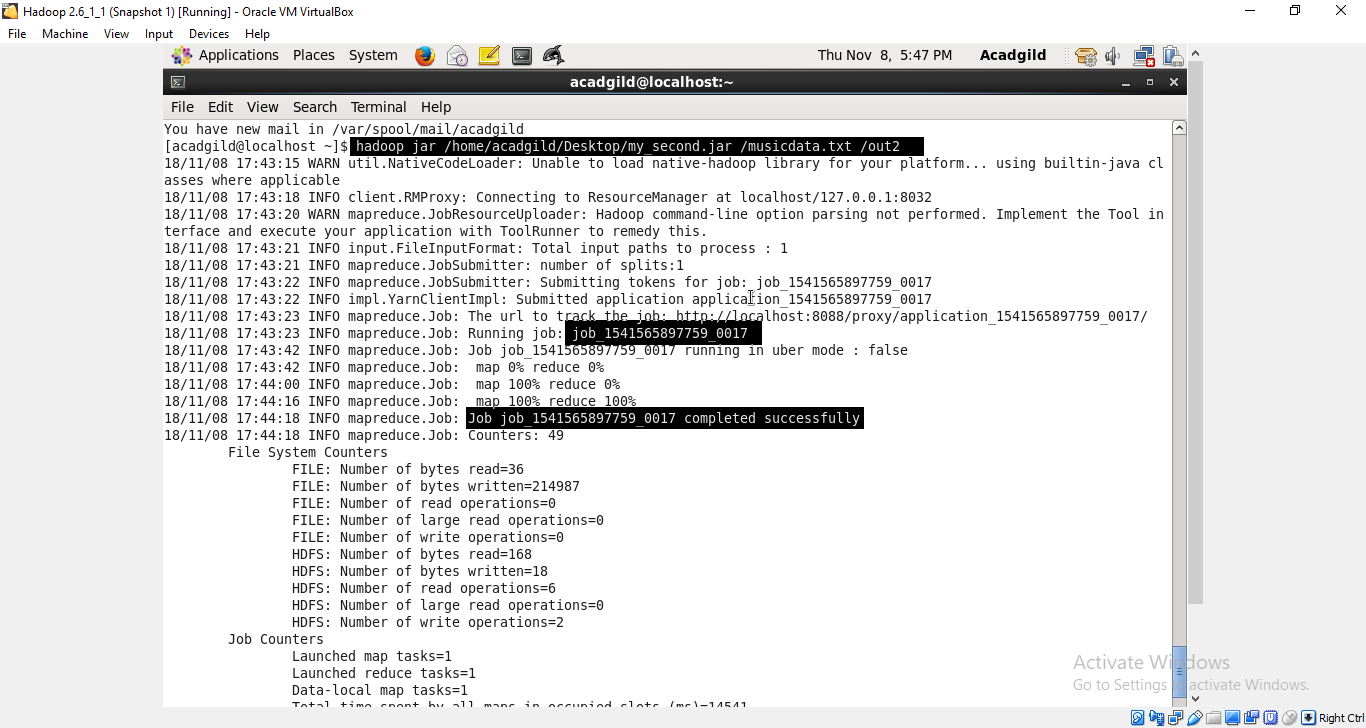 Hadoop 2.6_1_1 (Snapshot 1) [Running] - Oracle VM VirtualBox
File Machine View Input Devices Help
Applications Places System Thu Nov 8, 5:47 PM Acadgild
acadgild@localhost:~
File Edit View Search Terminal Help
You have new mail in /var/spool/mail/acadgild
[acadgild@localhost ~]$ hadoop jar /home/acadgild/Desktop/my_second.jar /musicdata.txt /out2
18/11/08 17:43:15 WARN util.NativeCodeLoader: Unable to load native-hadoop library for your platform... using builtin-java cl
asses where applicable
18/11/08 17:43:18 INFO client.RMProxy: Connecting to ResourceManager at localhost/127.0.0.1:8032
18/11/08 17:43:20 WARN mapreduce.JobResourceUploader: Hadoop command-line option parsing not performed. Implement the Tool in
terface and execute your application with ToolRunner to remedy this.
18/11/08 17:43:21 INFO input.FileInputFormat: Total input paths to process : 1
18/11/08 17:43:21 INFO mapreduce.JobSubmitter: number of splits:1
18/11/08 17:43:22 INFO mapreduce.JobSubmitter: Submitting tokens for job: job_1541565897759_0017
18/11/08 17:43:22 INFO impl.YarnClientImpl: Submitted application application_1541565897759_0017
18/11/08 17:43:23 INFO mapreduce.Job: The url to track the job: http://localhost:8088/proxy/application_1541565897759_0017/
18/11/08 17:43:23 INFO mapreduce.Job: Running job: job_1541565897759_0017
18/11/08 17:43:42 INFO mapreduce.Job: Job job_1541565897759_0017 running in uber mode : false
18/11/08 17:43:42 INFO mapreduce.Job: map 0% reduce 0%
18/11/08 17:44:00 INFO mapreduce.Job: map 100% reduce 0%
18/11/08 17:44:16 INFO mapreduce.Job: map 100% reduce 100%
18/11/08 17:44:18 INFO mapreduce.Job: Job job_1541565897759_0017 completed successfully
18/11/08 17:44:18 INFO mapreduce.Job: Counters: 49
File System Counters
FILE: Number of bytes read=36
FILE: Number of bytes written=214987
FILE: Number of read operations=0
FILE: Number of large read operations=0
FILE: Number of write operations=0
HDFS: Number of bytes read=168
HDFS: Number of bytes written=18
HDFS: Number of read operations=6
HDFS: Number of large read operations=0
HDFS: Number of write operations=2
Job Counters
Launched map tasks=1
Launched reduce tasks=1
Data-local map tasks=1
Total time spent by all maps in occupied slots (ms)=14541
Activate Windows
Go to Settings activate Windows.
Right Ctrl